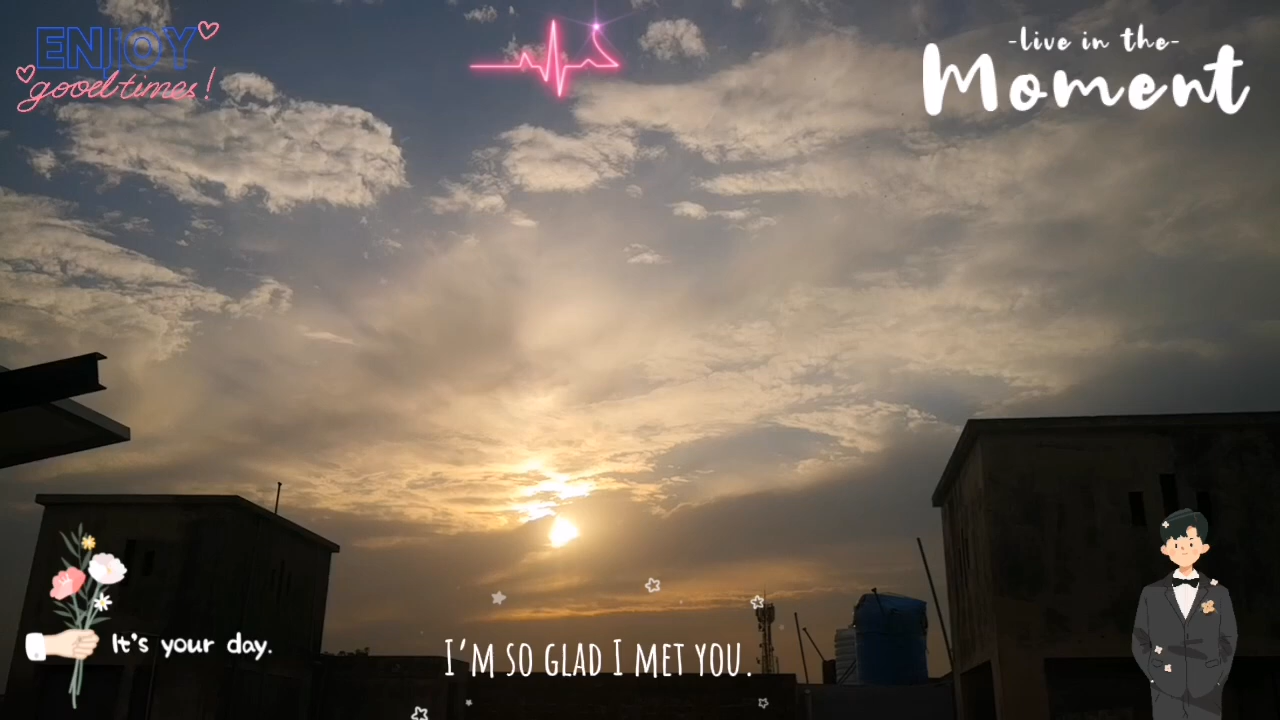 ENJOY
good times!
-live in the-
Moment
It's your day.
I'M SO GLAD I MET YOU.